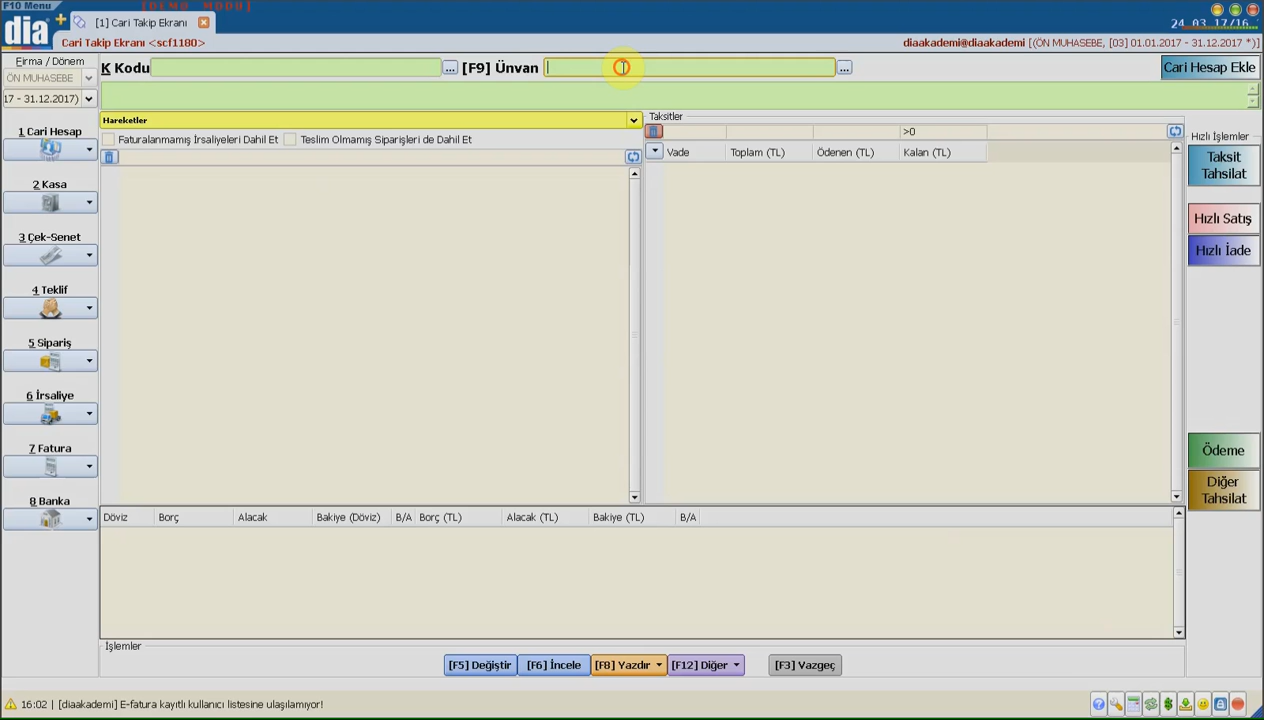 F10 Menu
[DEMO MODU]
dia
[1] Cari Takip Ekranı
24 03 17/16
Cari Takip Ekranı <scf1180>
diaakademi@diaakademi [(ÖN MUHASEBE, [03] 01.01.2017 - 31.12.2017 *)]
Firma / Dönem
ÖN MUHASEBE
17 - 31.12.2017)
K Kodu
...
[F9] Ünvan
...
Cari Hesap Ekle
Hareketler
Faturalanmamış İrsaliyeleri Dahil Et
Teslim Olmamış Siparişleri de Dahil Et
Taksitler
>0
Vade
Toplam (TL)
Ödenen (TL)
Kalan (TL)
1 Cari Hesap
2 Kasa
3 Çek-Senet
4 Teklif
5 Sipariş
6 İrsaliye
7 Fatura
8 Banka
Hızlı İşlemler
Taksit
Tahsilat
Hızlı Satış
Hızlı İade
Ödeme
Diğer
Tahsilat
Döviz
Borç
Alacak
Bakiye (Döviz)
B/A
Borç (TL)
Alacak (TL)
Bakiye (TL)
B/A
İşlemler
[F5] Değiştir
[F6] İncele
[F8] Yazdır
[F12] Diğer
[F3] Vazgeç
16:02 | [diaakademi] E-fatura kayıtlı kullanıcı listesine ulaşılamıyor!